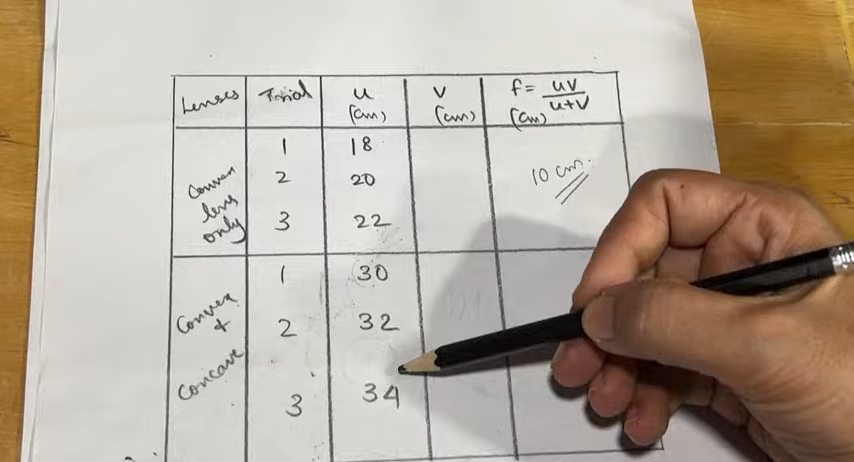 Lenses Trial u (cm) v (cm) f = uv/u+v (cm)
Convex lens only
1 18
2 20
3 22
10 cm.
Convex + Concave
1 30
2 32
3 34